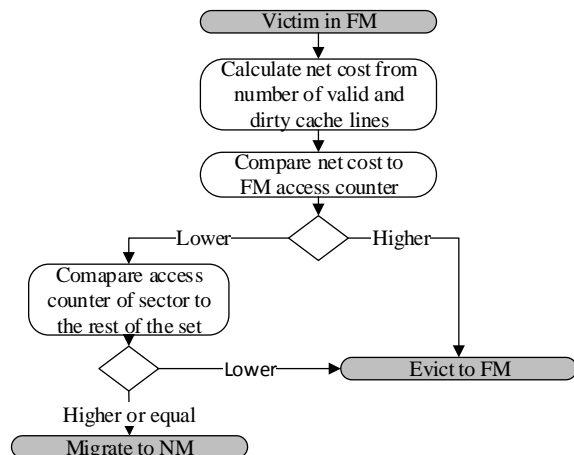 Victim in FM
Calculate net cost from
number of valid and
dirty cache lines
Compare net cost to
FM access counter
Lower
Higher
Comapare access
counter of sector to
the rest of the set
Lower
Evict to FM
Higher or equal
Migrate to NM